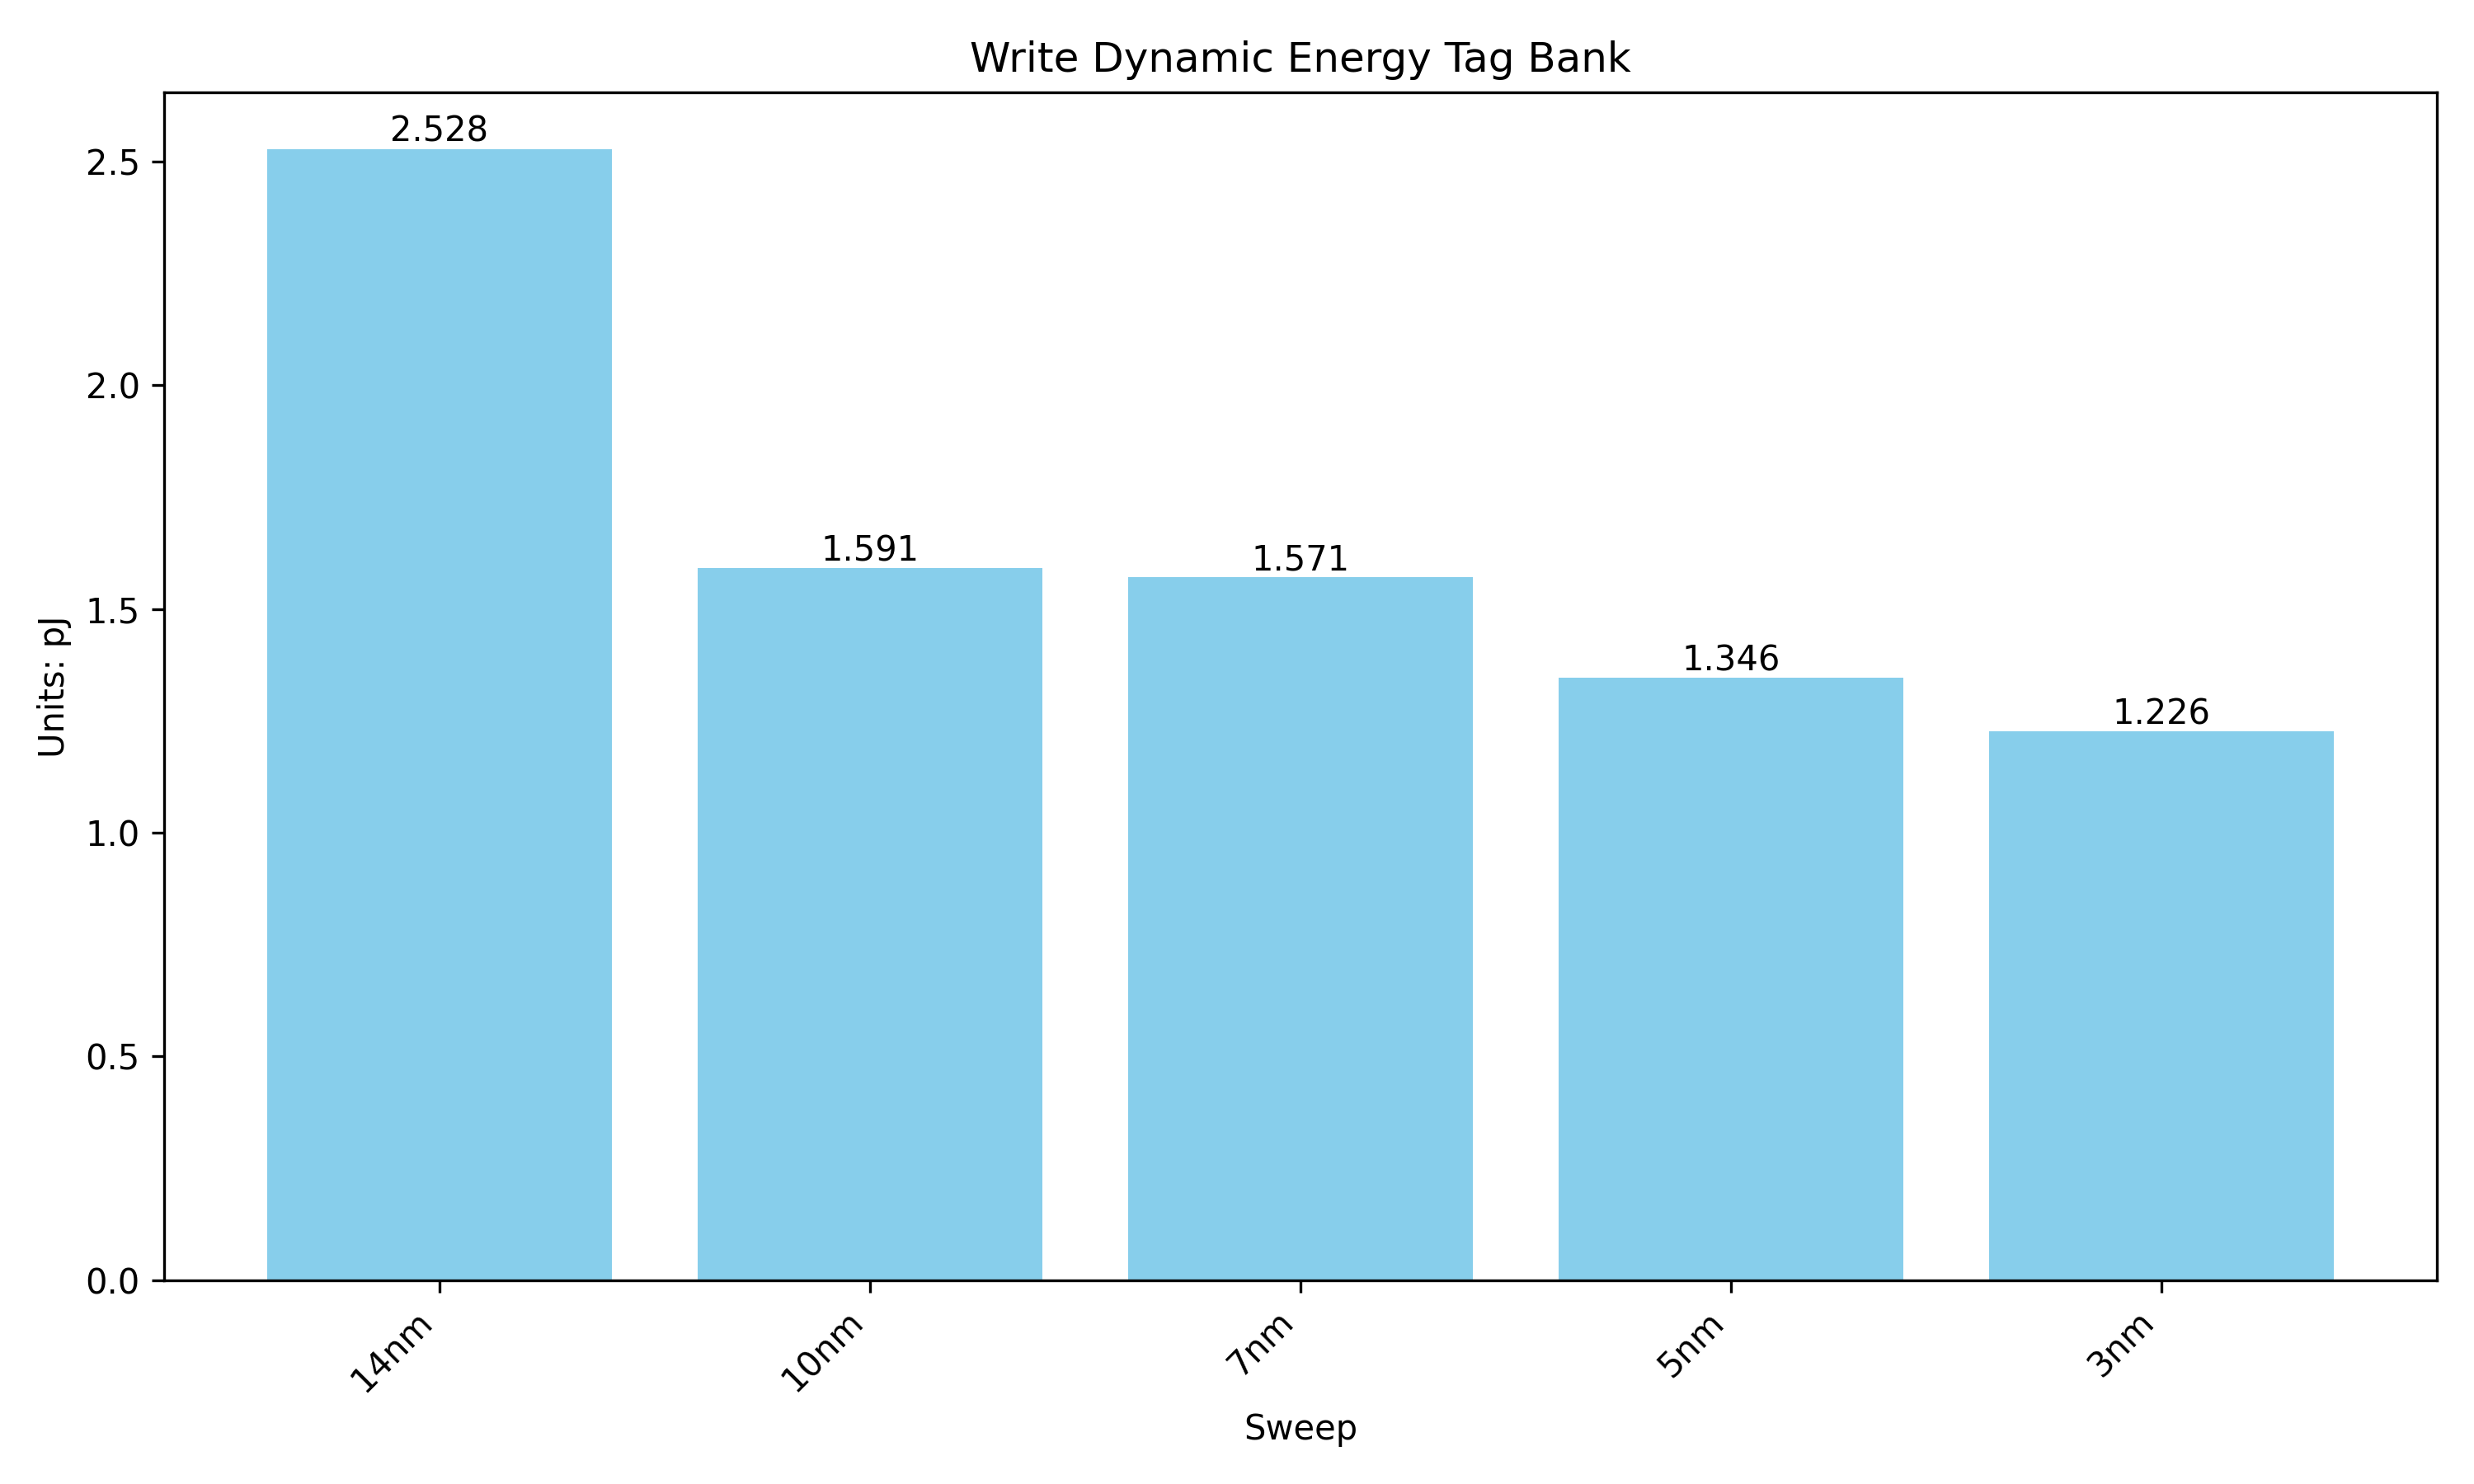 Write Dynamic Energy Tag Bank
Units: pJ
2.5
2.0
1.5
1.0
0.5
0.0
2.528
1.591
1.571
1.346
1.226
14nm
10nm
7nm
5nm
3nm
Sweep